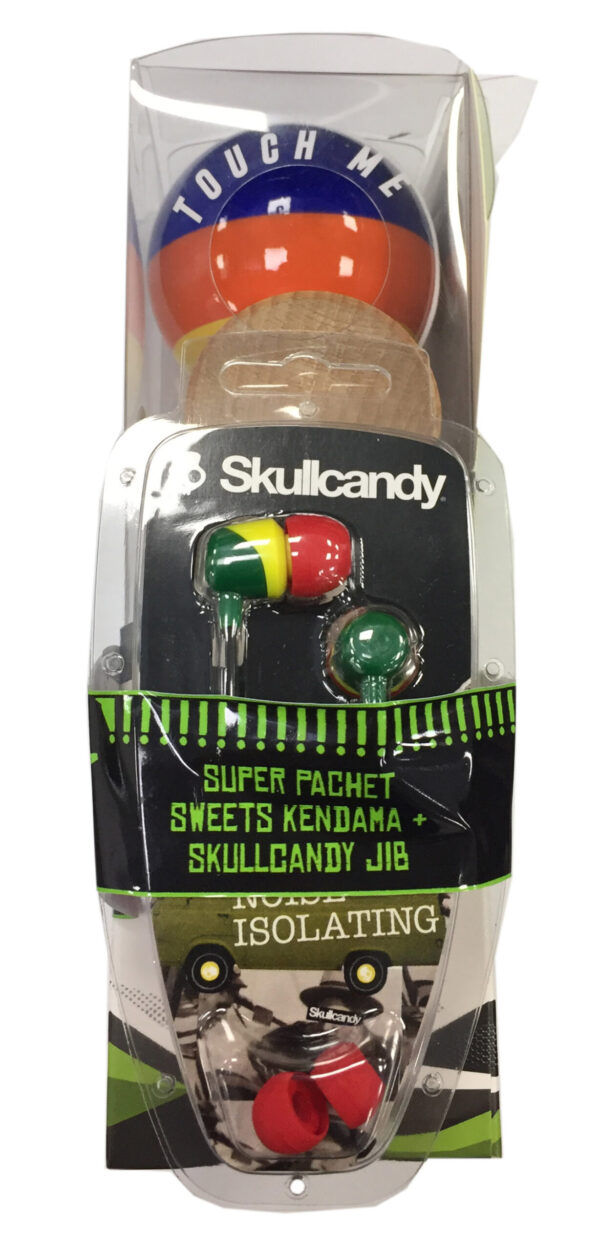 TOUCH ME
Skullcandy
SUPER PACHET
SWEETS KENDAMA +
SKULLCANDY JIB
NOISE
ISOLATING
Skullcandy